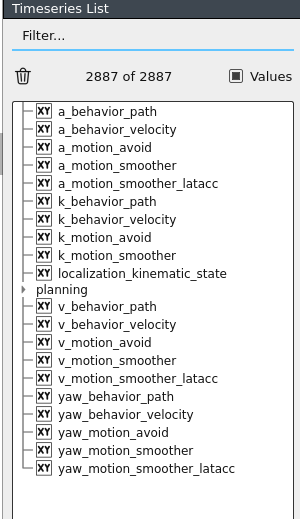 Timeseries List
Filter...
2887 of 2887 Values
XY a_behavior_path
XY a_behavior_velocity
XY a_motion_avoid
XY a_motion_smoother
XY a_motion_smoother_latacc
XY k_behavior_path
XY k_behavior_velocity
XY k_motion_avoid
XY k_motion_smoother
XY localization_kinematic_state
planning
XY v_behavior_path
XY v_behavior_velocity
XY v_motion_avoid
XY v_motion_smoother
XY v_motion_smoother_latacc
XY yaw_behavior_path
XY yaw_behavior_velocity
XY yaw_motion_avoid
XY yaw_motion_smoother
XY yaw_motion_smoother_latacc